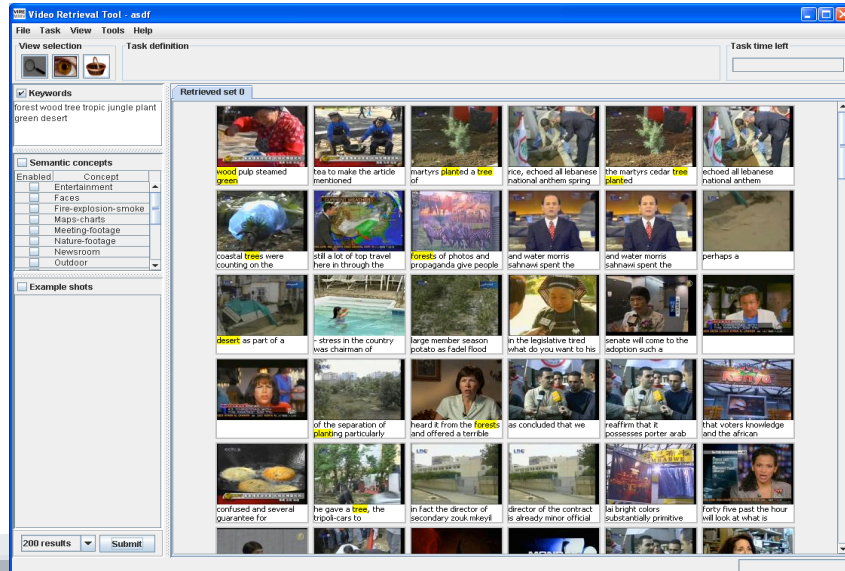 Video Retrieval Tool - asdf
File Task View Tools Help
View selection
Task definition
Task time left
Keywords
forest wood tree tropic jungle plant
green desert
Semantic concepts
Enabled Concept
Entertainment
Faces
Fire-explosion-smoke
Maps-charts
Meeting-footage
Nature-footage
Newsroom
Outdoor
Example shots
200 results
Submit
Retrieved set 0
wood pulp steamed
green
tea to make the article
mentioned
martyrs planted a tree
of
rice, echoed all lebanese
national anthem spring
the martyrs cedar tree
planted
echoed all lebanese
national anthem
coastal trees were
counting on the
still a lot of top travel
here in through the
forests of photos and
propaganda give people
and water morris
sahnawi spent the
and water morris
sahnawi spent the
perhaps a
desert as part of a
- stress in the country
was chairman of
large member season
potato as fadel flood
in the legislative tired
what do you want to his
senate will come to the
adoption such a
of the separation of
planting particularly
heard it from the forests
and offered a terrible
as concluded that we
reaffirm that it
possesses porter arab
Kenya
that voters knowledge
and the african
confused and several
guarantee for
he gave a tree, the
tripoli-cars to
in fact the director of
secondary zouk mkeyil
director of the contract
is already minor official
lai bright colors
substantially primitive
forty five past the hour
will look at what is